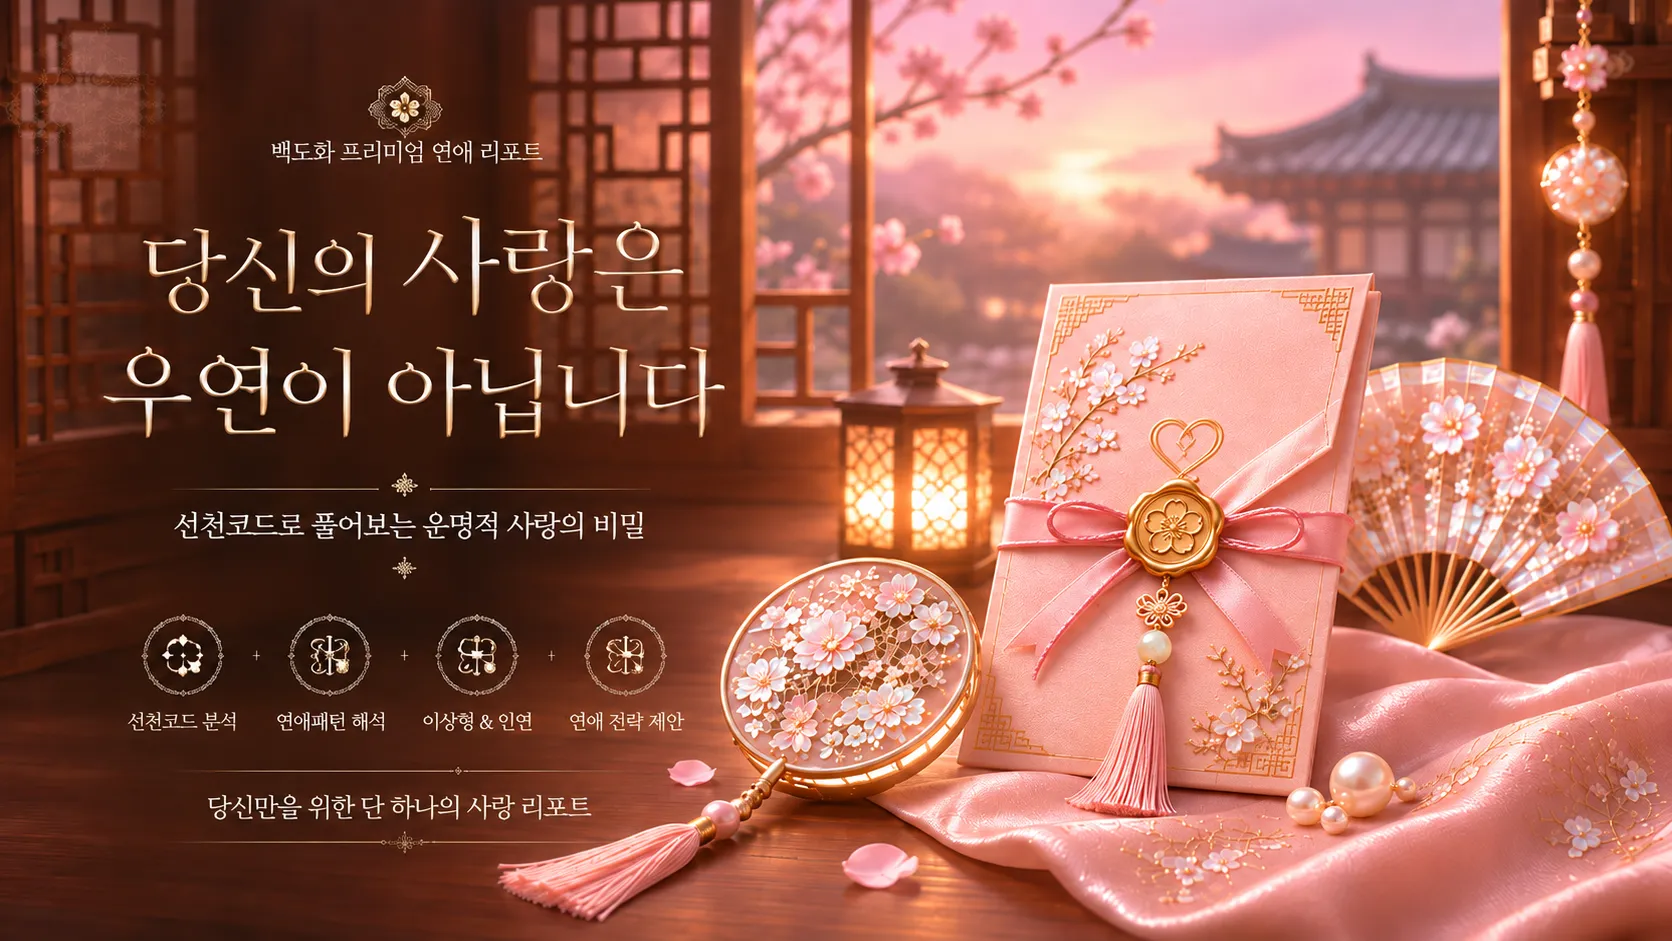 백도화 프리미엄 연애 리포트
당신의 사랑은
우연이 아닙니다
선천코드로 풀어보는 운명적 사랑의 비밀
+ + +
선천코드 분석 연애패턴 해석 이상형 & 인연 연애 전략 제안
당신만을 위한 단 하나의 사랑 리포트